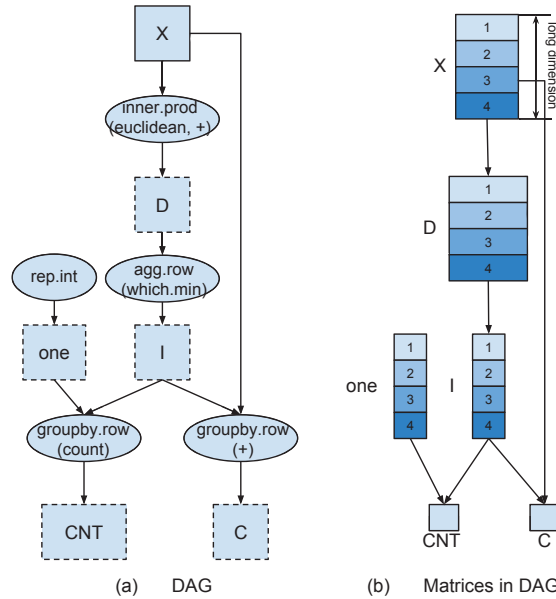 X
inner.prod
(euclidean, +)
D
rep.int
agg.row
(which.min)
one
I
groupby.row
(count)
groupby.row
(+)
CNT
C
(a) DAG
X
1
2
3
4
long dimension
D
1
2
3
4
one
1
2
3
4
I
1
2
3
4
CNT
C
(b) Matrices in DAG